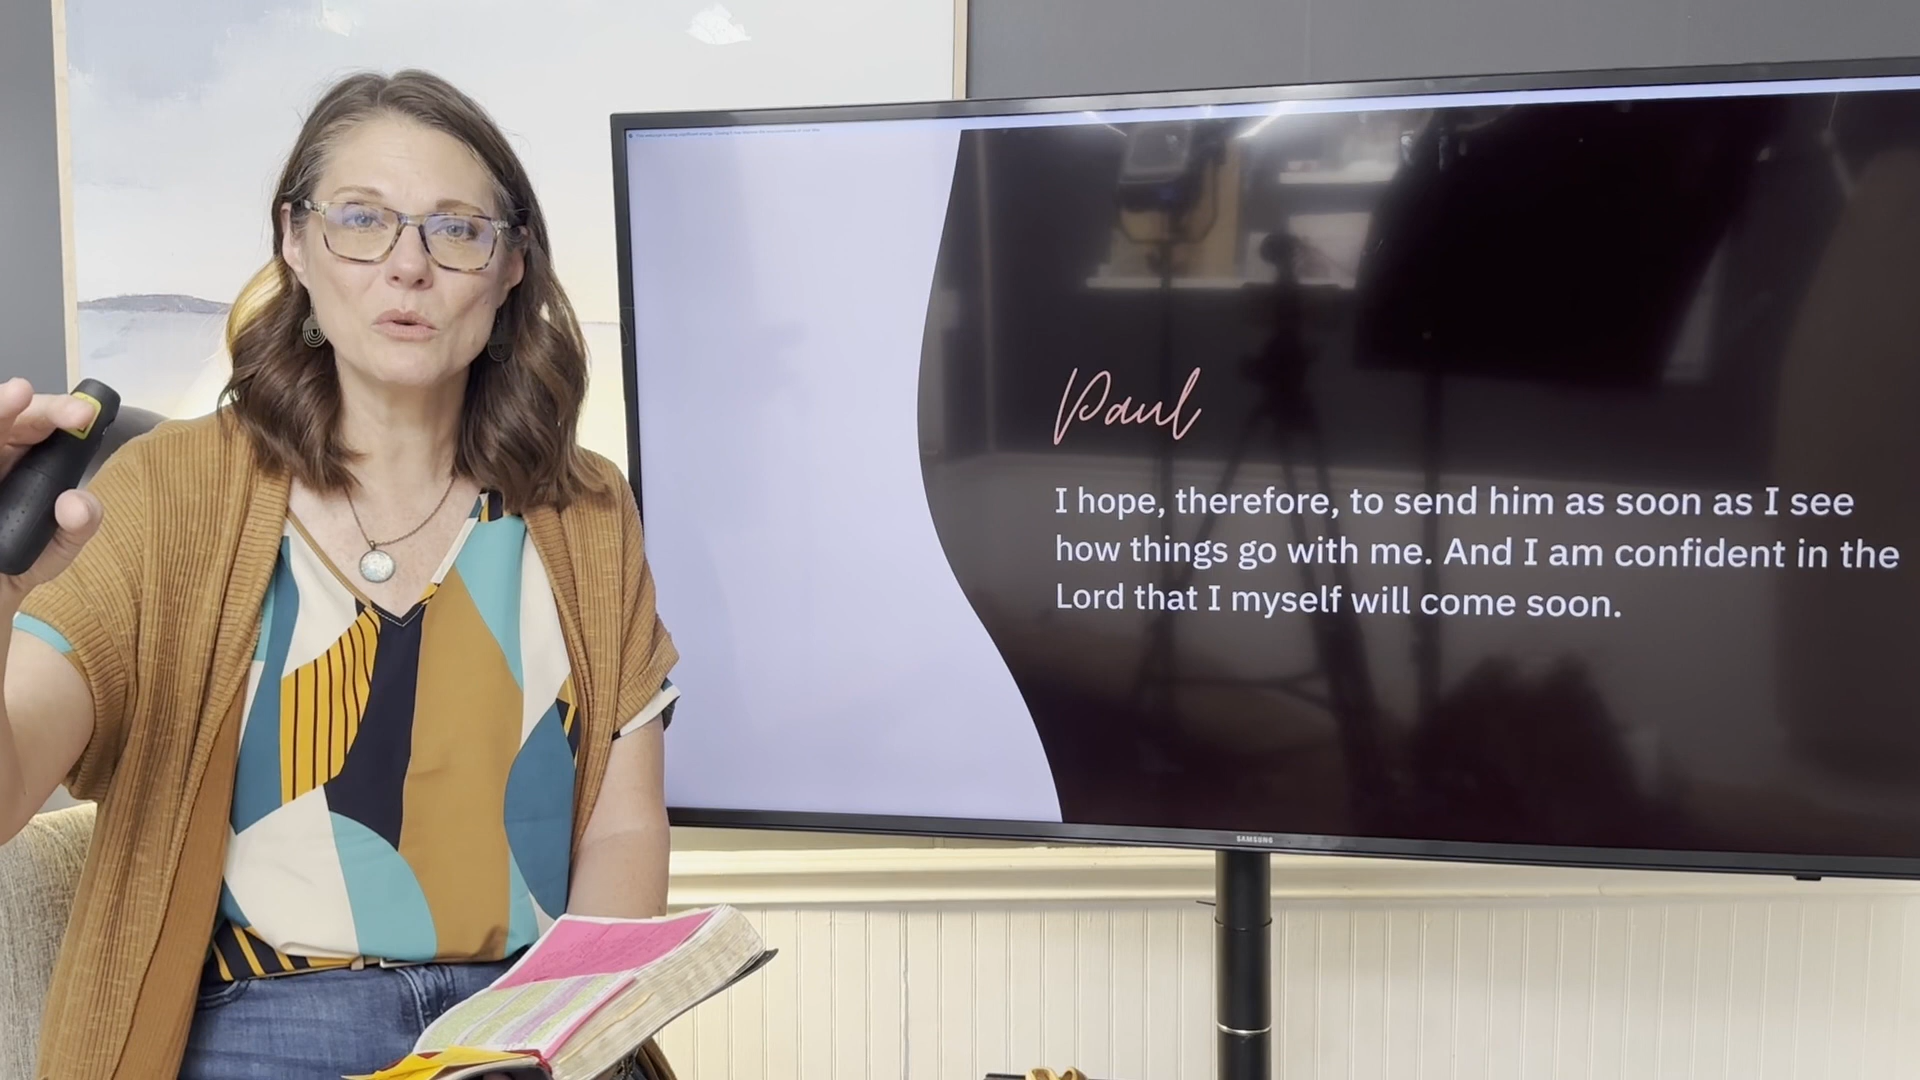 Paul
I hope, therefore, to send him as soon as I see
how things go with me. And I am confident in the
Lord that I myself will come soon.
SAMSUNG